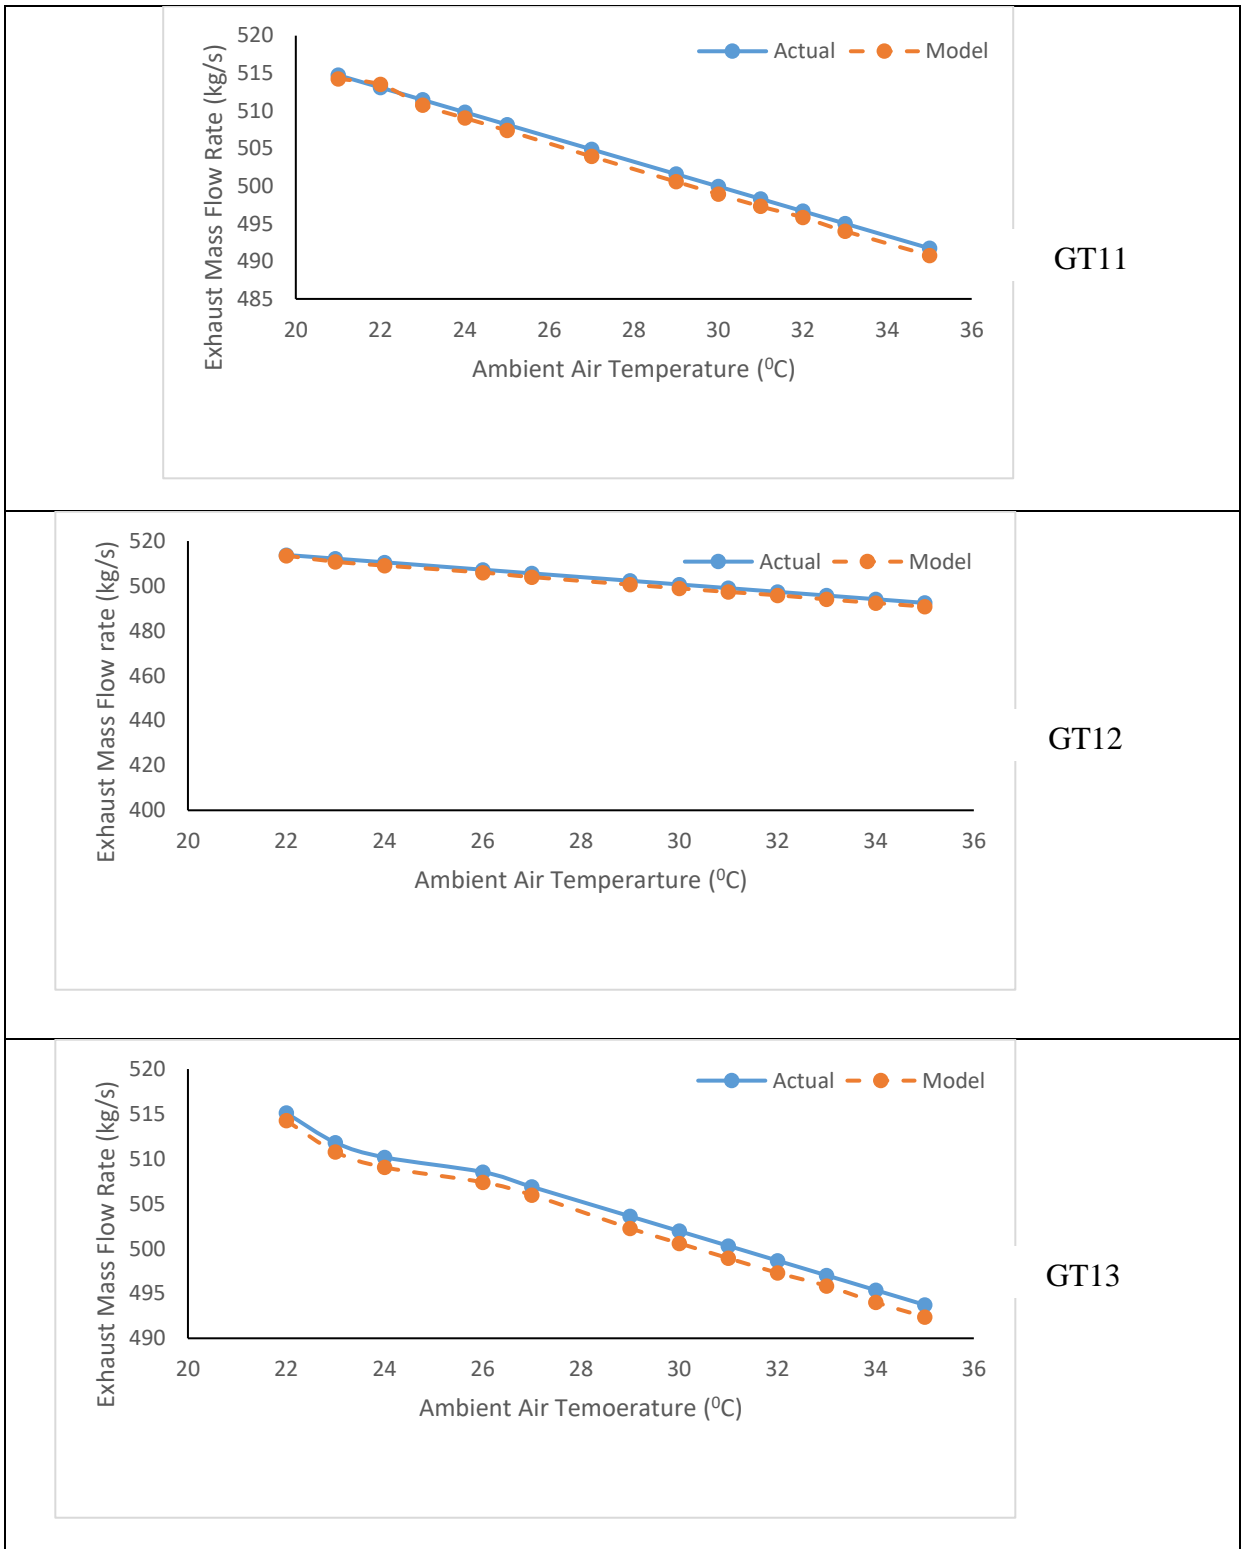 520
515
510
505
500
495
490
485
Exhaust Mass Flow Rate (kg/s)
Actual Model
20 22 24 26 28 30 32 34 36
Ambient Air Temperature (⁰C)
GT11
520
500
480
460
440
420
400
Exhaust Mass Flow rate (kg/s)
Actual Model
20 22 24 26 28 30 32 34 36
Ambient Air Temperarture (⁰C)
GT12
520
515
510
505
500
495
490
Exhaust Mass Flow Rate (kg/s)
Actual Model
20 22 24 26 28 30 32 34 36
Ambient Air Temoerature (⁰C)
GT13